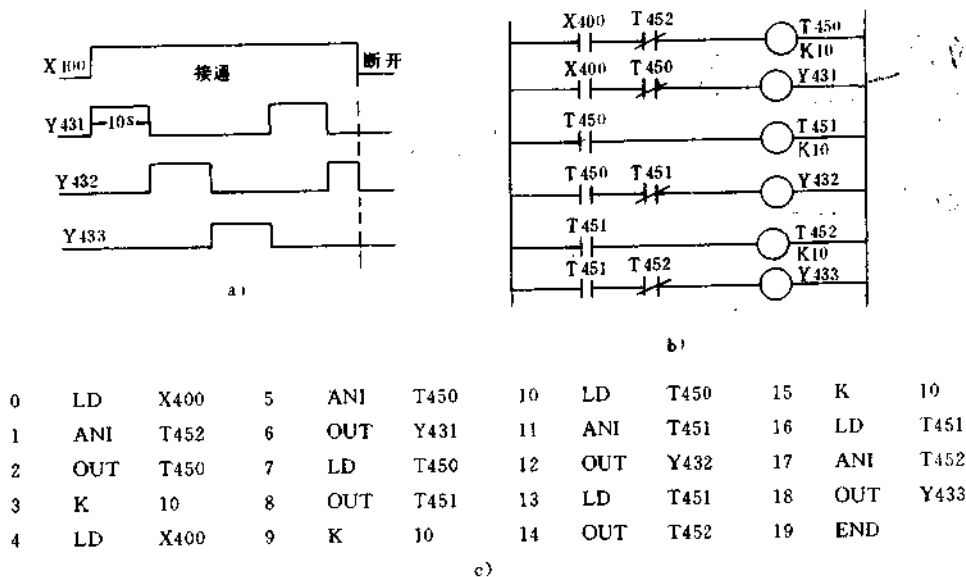 X400
接通
断开
Y431
10s
Y432
Y433
a)
X400 T452
T450
K10
X400 T450
Y431
T450
T451
K10
T450 T451
Y432
T451
T452
K10
T451 T452
Y433
b)
0 LD X400 5 ANI T450 10 LD T450 15 K 10
1 ANI T452 6 OUT Y431 11 ANI T451 16 LD T451
2 OUT T450 7 LD T450 12 OUT Y432 17 ANI T452
3 K 10 8 OUT T451 13 LD T451 18 OUT Y433
4 LD X400 9 K 10 14 OUT T452 19 END
c)